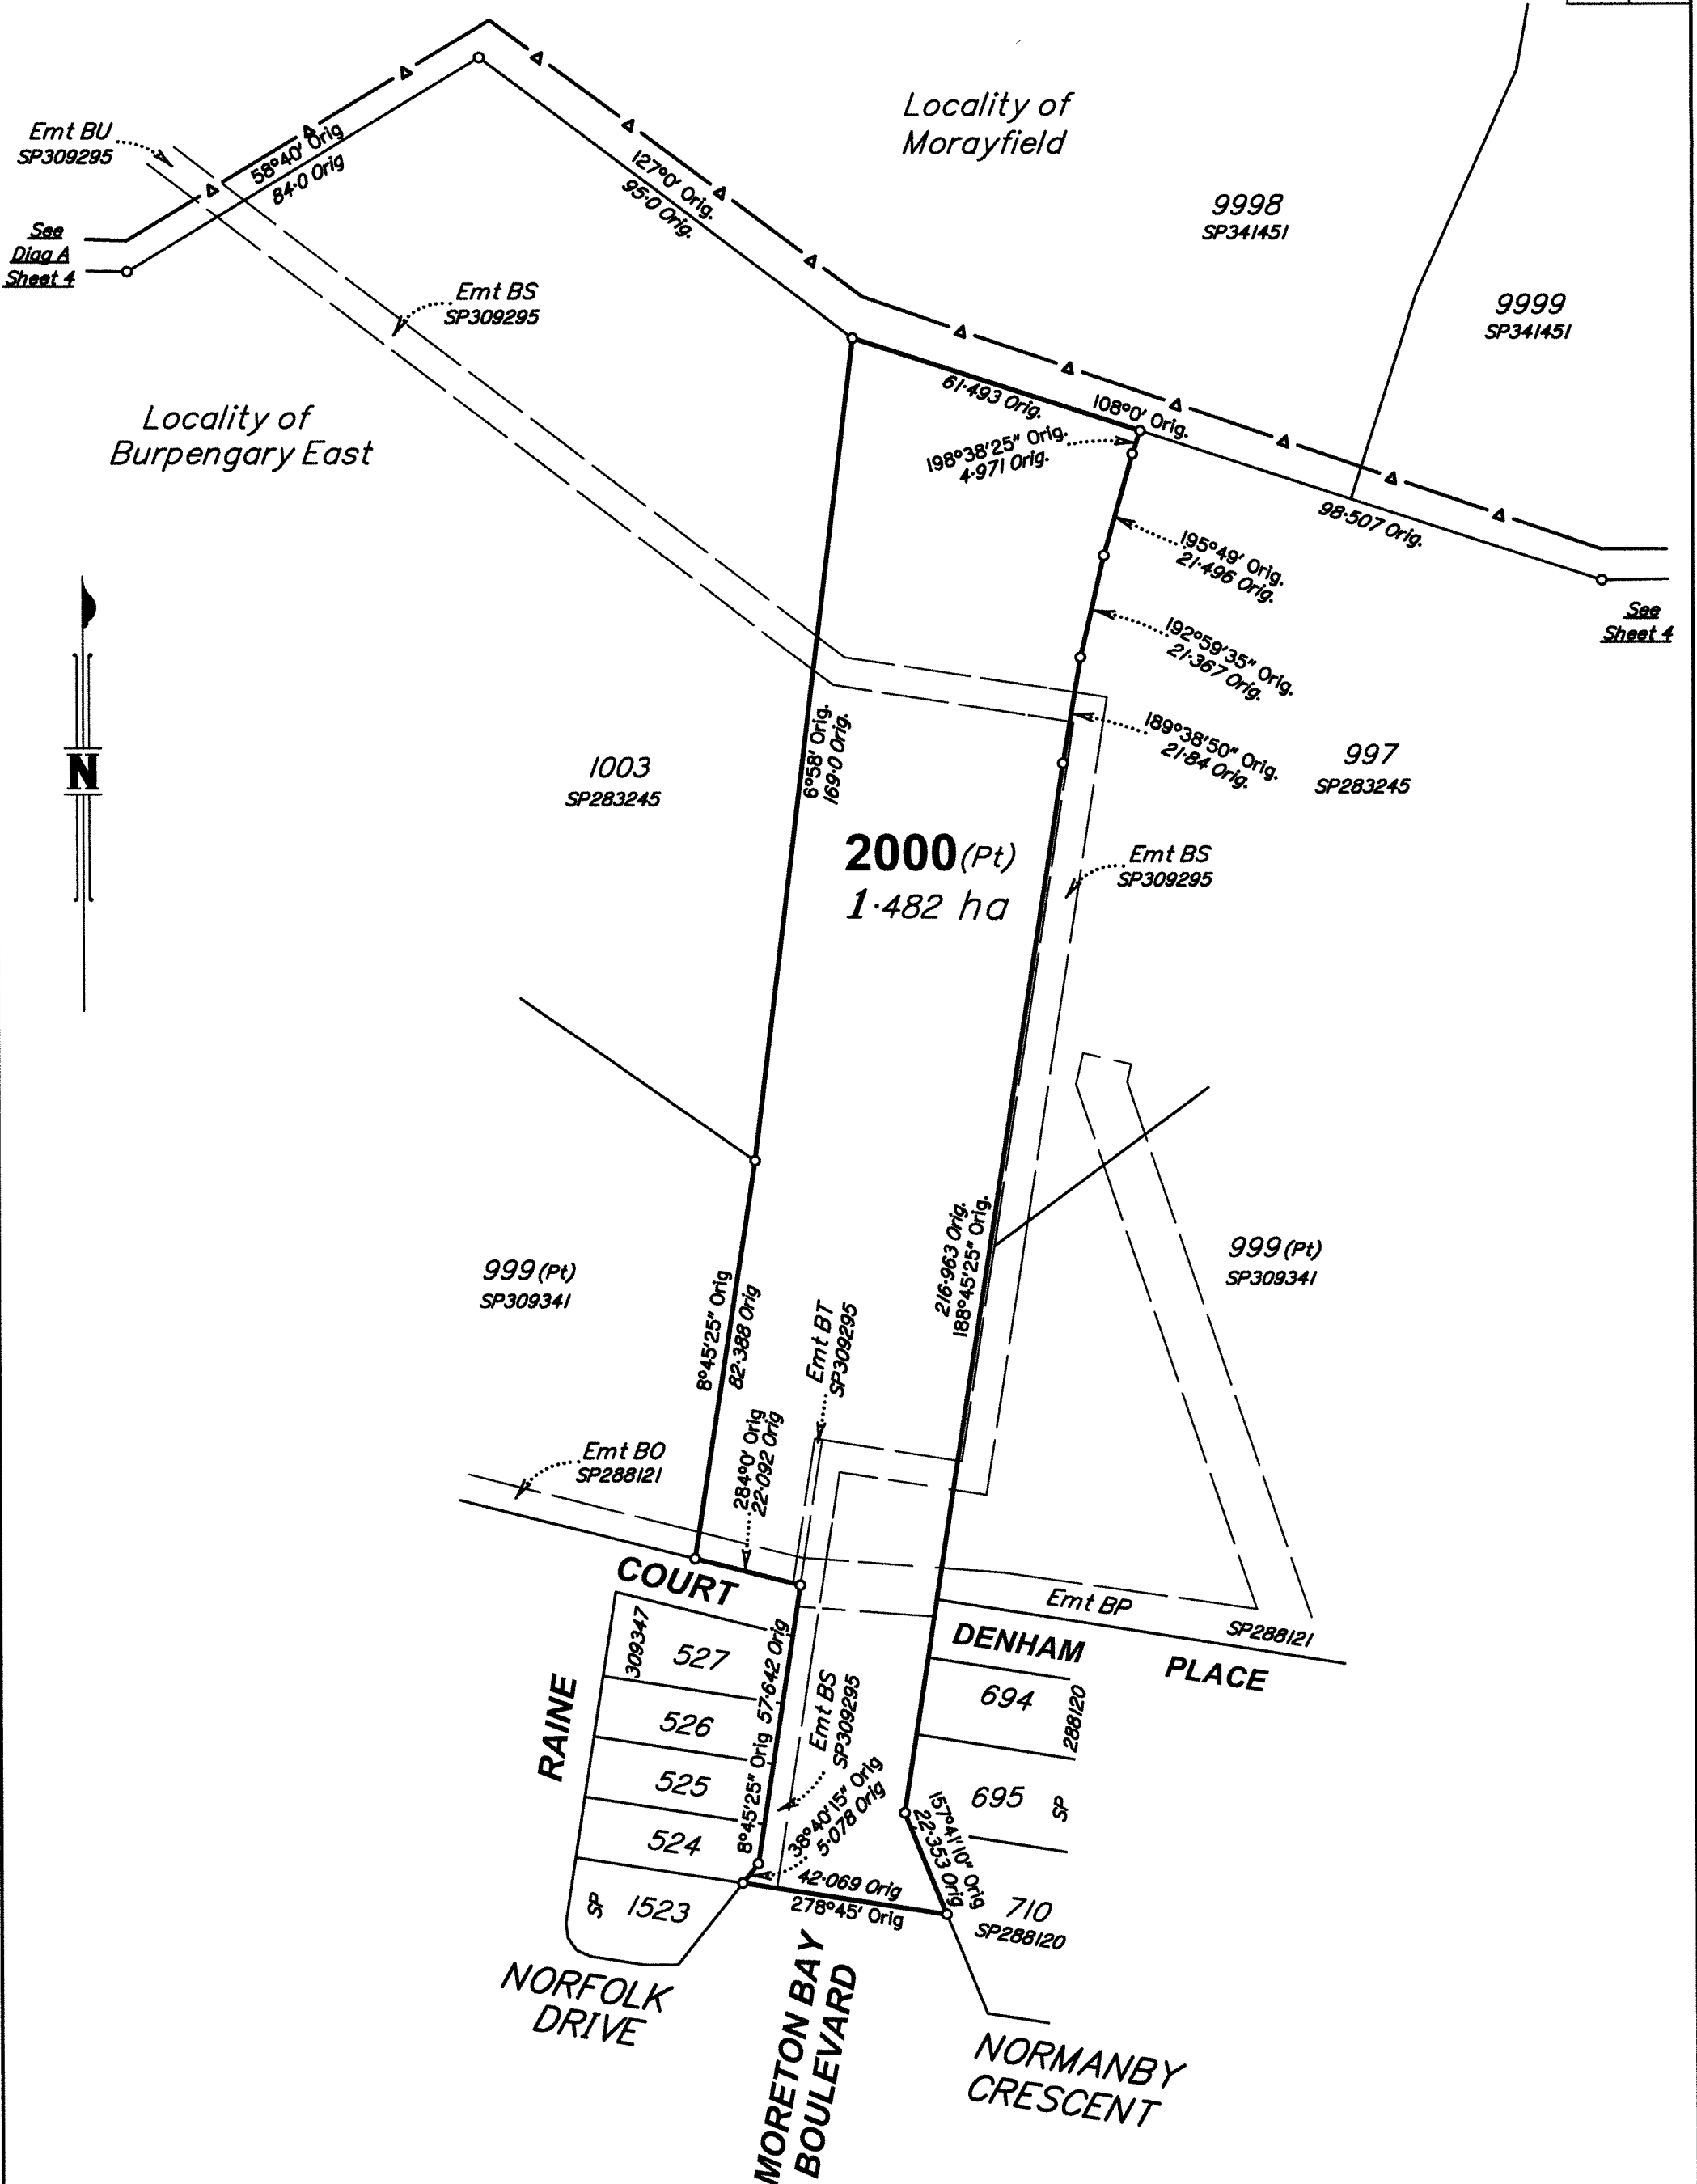 Locality of
Morayfield
Emt BU
SP309295
58°40' Orig
84·0 Orig
127°0' Orig.
95·0 Orig.
9998
SP341451
See
Diag A
Sheet 4
Emt BS
SP309295
9999
SP341451
61·493 Orig.
108°0' Orig.
Locality of
Burpengary East
198°38'25" Orig.
4·971 Orig.
98·507 Orig.
195°49' Orig.
21·496 Orig.
See
Sheet 4
192°59'35" Orig.
21·367 Orig.
189°38'50" Orig.
21·84 Orig.
6°58' Orig.
169·0 Orig.
N
1003
SP283245
997
SP283245
2000 (Pt)
1·482 ha
Emt BS
SP309295
216·963 Orig.
188°45'25" Orig.
999 (Pt)
SP309341
999 (Pt)
SP309341
8°45'25" Orig
82·388 Orig
Emt BT
SP309295
284°0' Orig
22·092 Orig
Emt BO
SP288121
COURT
Emt BP
SP288121
DENHAM
PLACE
309347
527
526
525
524
SP
1523
RAINE
8°45'25" Orig 57·642 Orig
Emt BS
SP309295
694
288120
695
SP
38°40'15" Orig
5·078 Orig
157°41'10" Orig
22·353 Orig
42·069 Orig
278°45' Orig
710
SP288120
NORFOLK
DRIVE
MORETON BAY
BOULEVARD
NORMANBY
CRESCENT